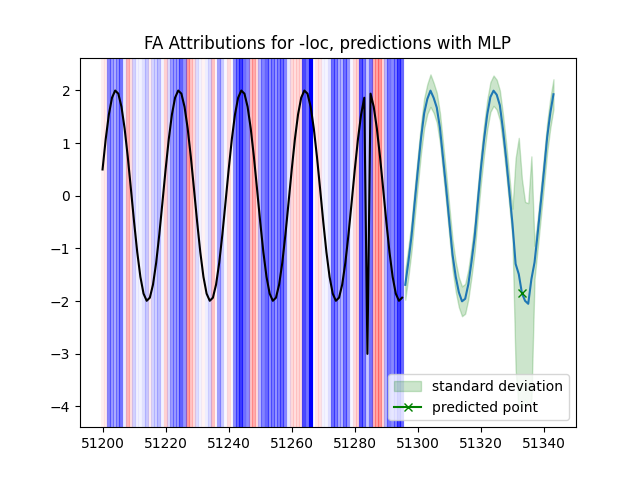 FA Attributions for -loc, predictions with MLP
2
1
0
−1
−2
−3
−4
standard deviation
predicted point
51200 51220 51240 51260 51280 51300 51320 51340